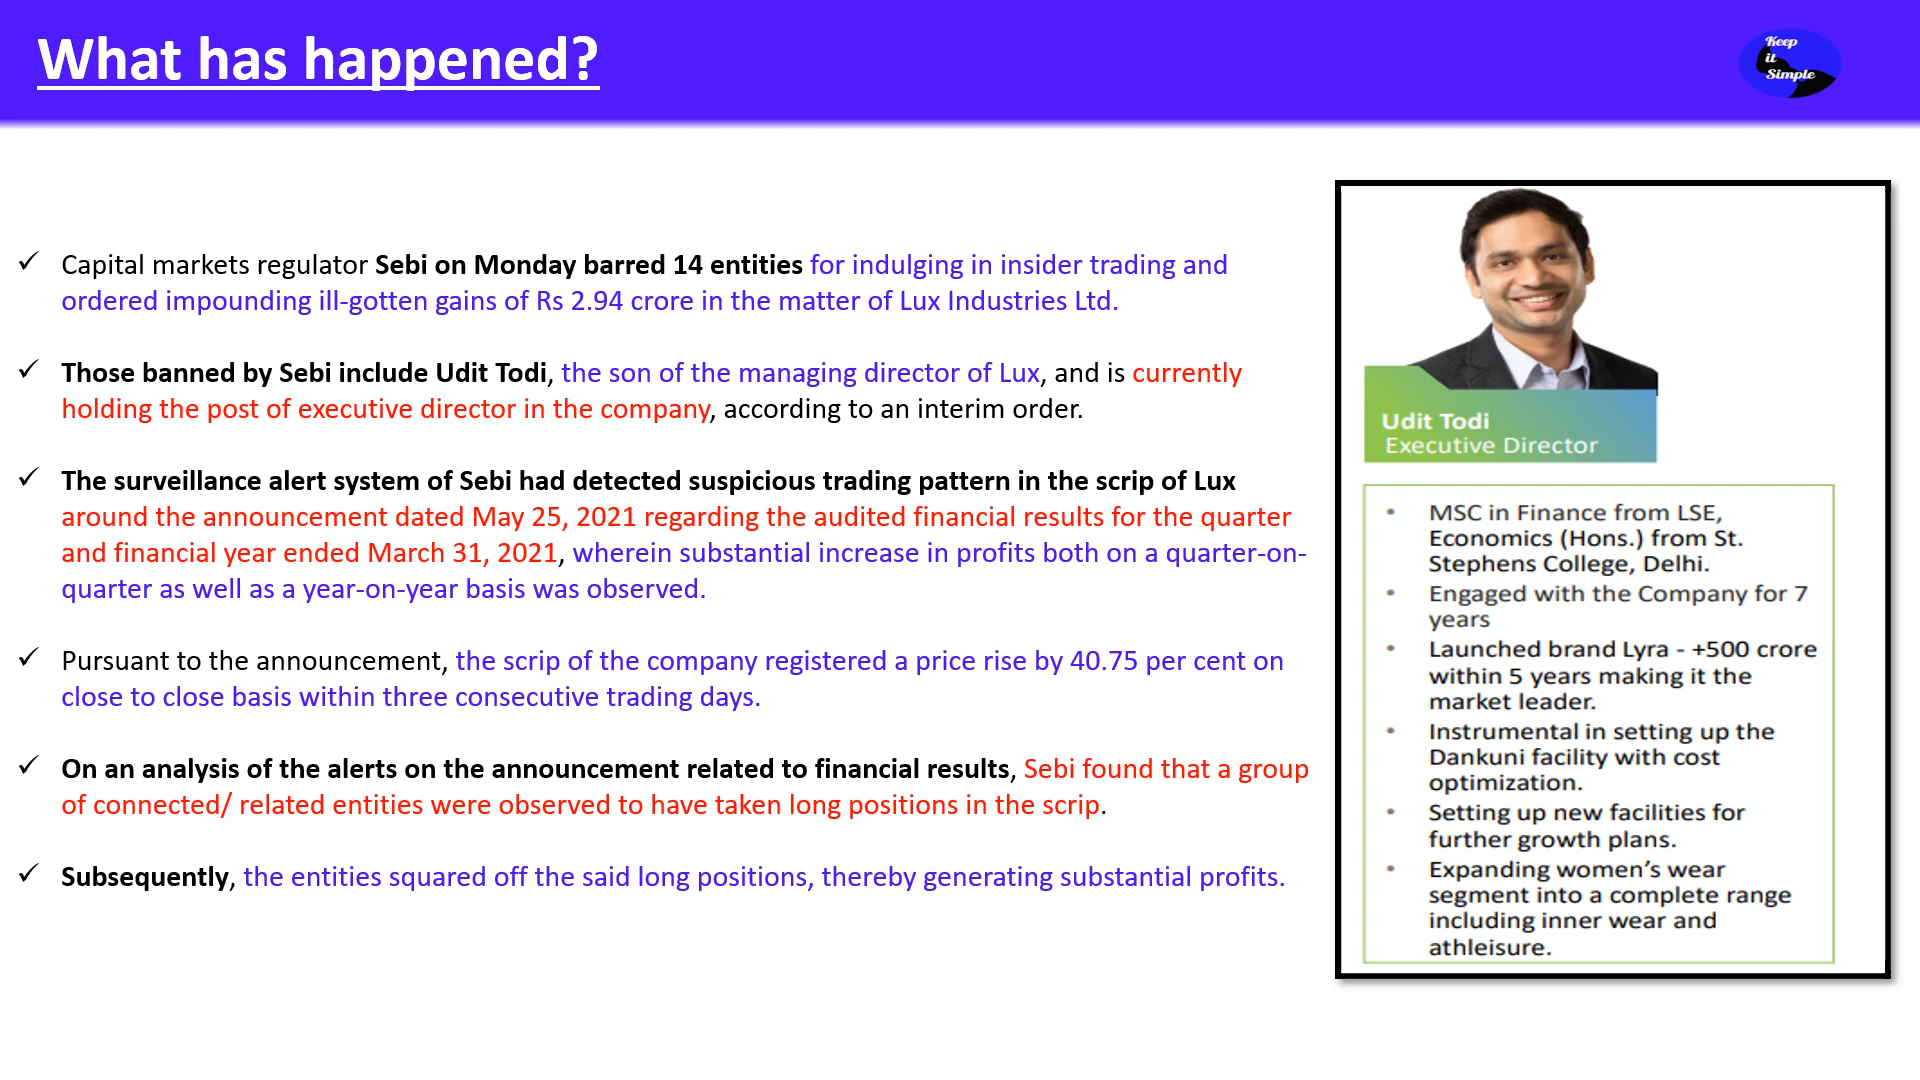 What has happened?
Keep
it
Simple
✓ Capital markets regulator Sebi on Monday barred 14 entities for indulging in insider trading and
ordered impounding ill-gotten gains of Rs 2.94 crore in the matter of Lux Industries Ltd.
✓ Those banned by Sebi include Udit Todi, the son of the managing director of Lux, and is currently
holding the post of executive director in the company, according to an interim order.
✓ The surveillance alert system of Sebi had detected suspicious trading pattern in the scrip of Lux
around the announcement dated May 25, 2021 regarding the audited financial results for the quarter
and financial year ended March 31, 2021, wherein substantial increase in profits both on a quarter-on-
quarter as well as a year-on-year basis was observed.
✓ Pursuant to the announcement, the scrip of the company registered a price rise by 40.75 per cent on
close to close basis within three consecutive trading days.
✓ On an analysis of the alerts on the announcement related to financial results, Sebi found that a group
of connected/ related entities were observed to have taken long positions in the scrip.
✓ Subsequently, the entities squared off the said long positions, thereby generating substantial profits.
Udit Todi
Executive Director
• MSC in Finance from LSE,
Economics (Hons.) from St.
Stephens College, Delhi.
• Engaged with the Company for 7
years
• Launched brand Lyra - +500 crore
within 5 years making it the
market leader.
• Instrumental in setting up the
Dankuni facility with cost
optimization.
• Setting up new facilities for
further growth plans.
• Expanding women's wear
segment into a complete range
including inner wear and
athleisure.